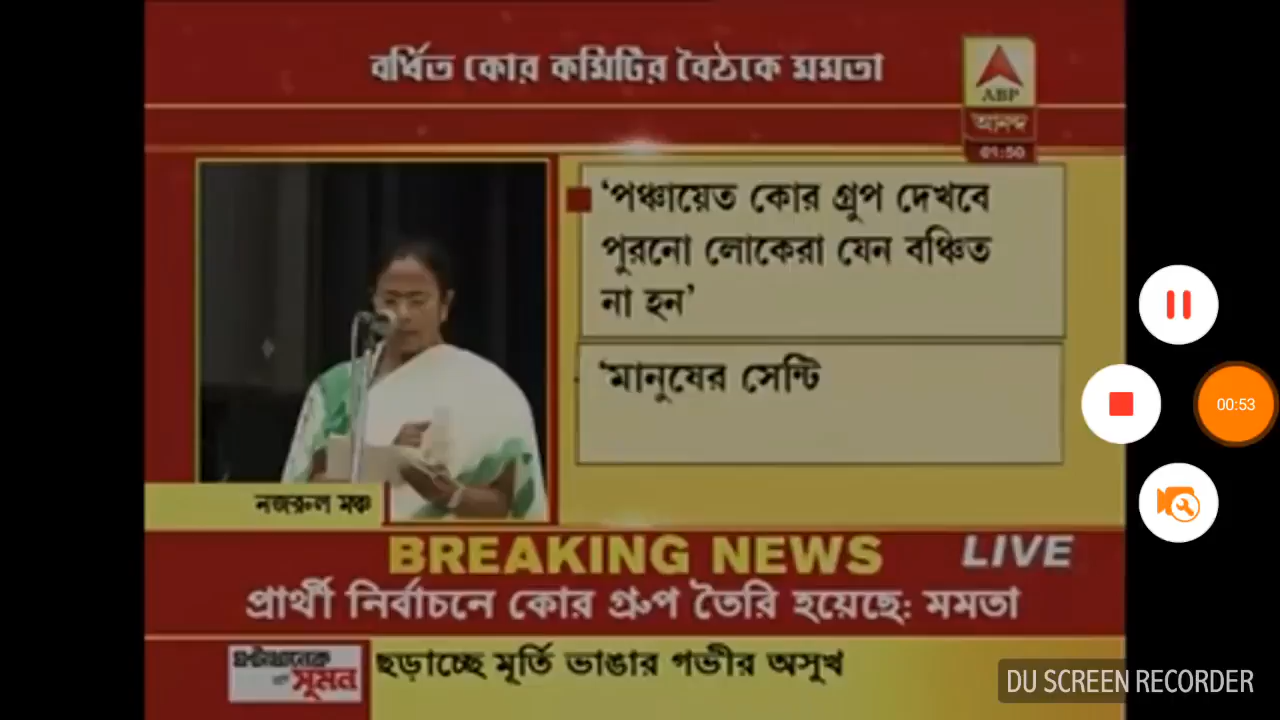 বর্ধিত কোর কমিটির বৈঠকে মমতা
ABP
আনন্দ
07:50
‘পঞ্চায়েত কোর গ্রুপ দেখবে
পুরনো লোকেরা যেন বঞ্চিত
না হন’
‘মানুষের সেন্টি
নজরুল মঞ্চ
BREAKING NEWS
LIVE
প্রার্থী নির্বাচনে কোর গ্রুপ তৈরি হয়েছে: মমতা
সুমন
ছড়াচ্ছে মূর্তি ভাঙার গভীর অসুখ
00:53
DU SCREEN RECORDER